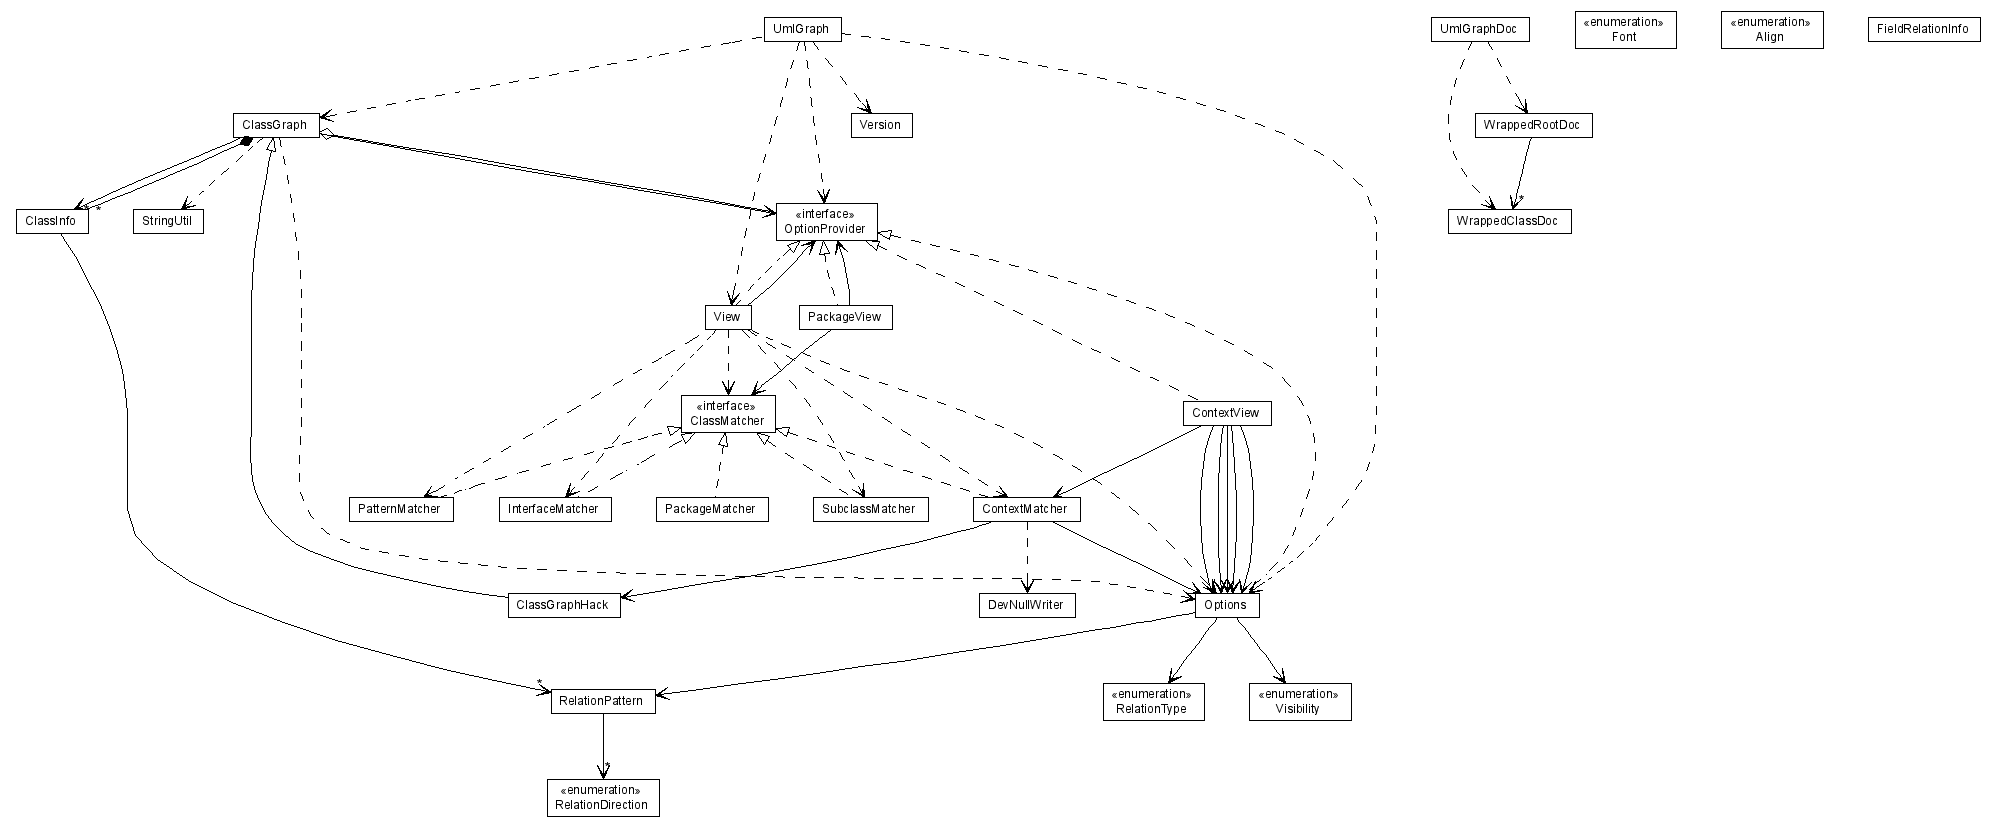 UmlGraph
UmlGraphDoc
«enumeration»
Font
«enumeration»
Align
FieldRelationInfo
ClassGraph
Version
WrappedRootDoc
ClassInfo
*
*
StringUtil
«interface»
OptionProvider
*
WrappedClassDoc
View
PackageView
«interface»
ClassMatcher
ContextView
PatternMatcher
InterfaceMatcher
PackageMatcher
SubclassMatcher
ContextMatcher
ClassGraphHack
DevNullWriter
Options
*
RelationPattern
«enumeration»
RelationType
«enumeration»
Visibility
*
«enumeration»
RelationDirection